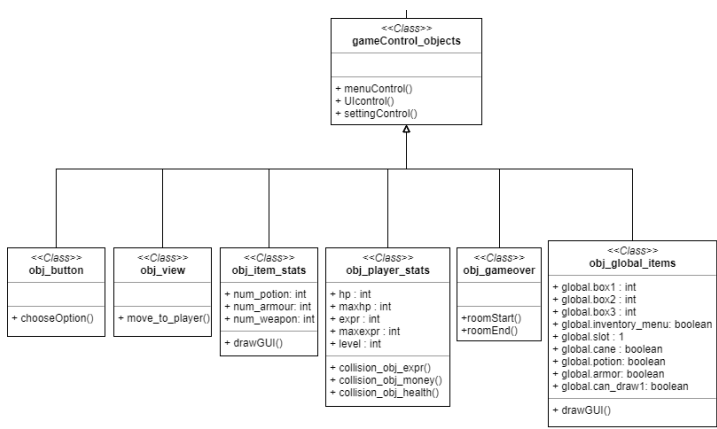 <<Class>>
gameControl_objects
+ menuControl()
+ UIcontrol()
+ settingControl()
<<Class>>
obj_button
+ chooseOption()
<<Class>>
obj_view
+ move_to_player()
<<Class>>
obj_item_stats
+ num_potion: int
+ num_armour: int
+ num_weapon: int
+ drawGUI()
<<Class>>
obj_player_stats
+ hp : int
+ maxhp : int
+ expr : int
+ maxexpr : int
+ level : int
+ collision_obj_expr()
+ collision_obj_money()
+ collision_obj_health()
<<Class>>
obj_gameover
+roomStart()
+roomEnd()
<<Class>>
obj_global_items
+ global.box1 : int
+ global.box2 : int
+ global.box3 : int
+ global.inventory_menu: boolean
+ global.slot : 1
+ global.cane : boolean
+ global.potion: boolean
+ global.armor: boolean
+ global.can_draw1: boolean
+ drawGUI()